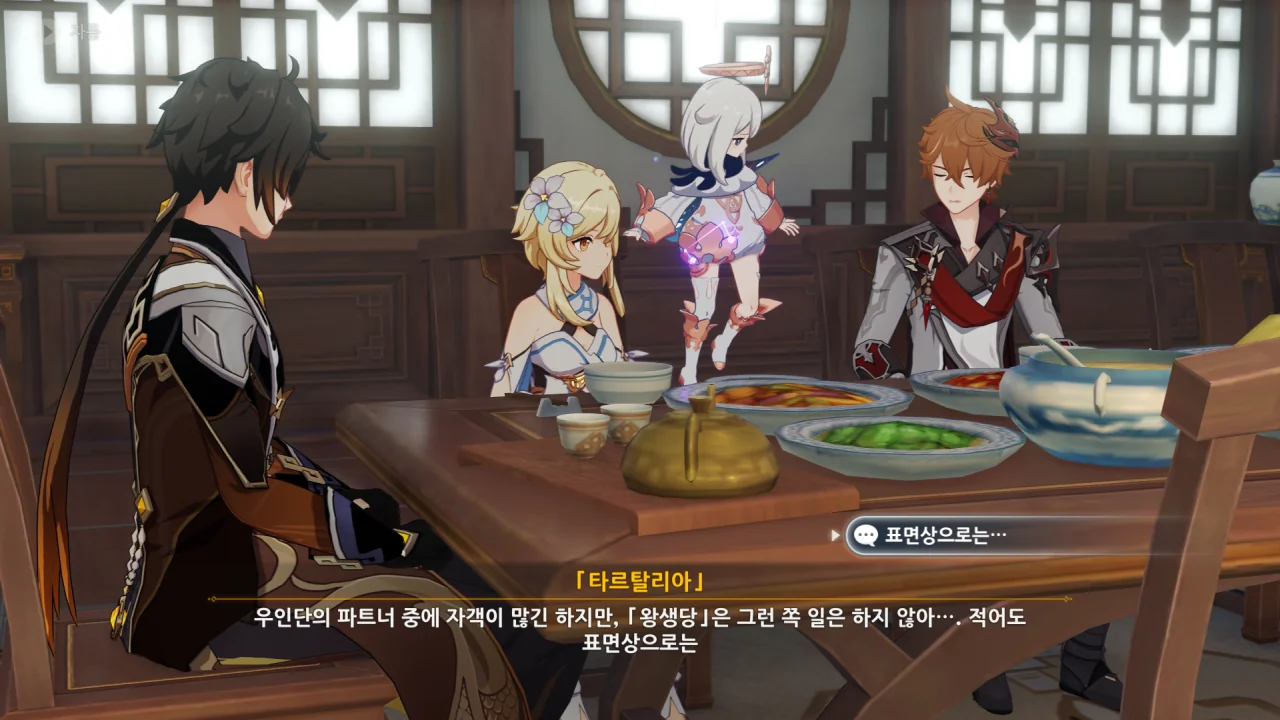 자동
표면상으로는…
「타르탈리아」
우인단의 파트너 중에 자객이 많긴 하지만, 「왕생당」은 그런 쪽 일은 하지 않아…. 적어도
표면상으로는